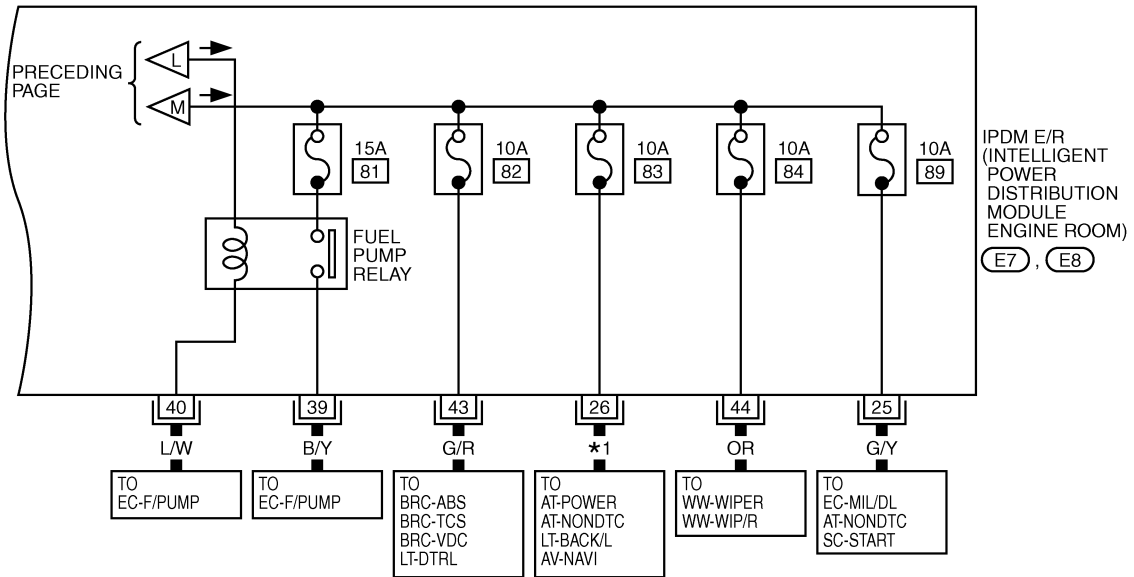 PRECEDING
PAGE
L
M
15A
81
10A
82
10A
83
10A
84
10A
89
IPDM E/R
(INTELLIGENT
POWER
DISTRIBUTION
MODULE
ENGINE ROOM)
E7 , E8
FUEL
PUMP
RELAY
40
39
43
26
44
25
L/W
B/Y
G/R
★1
OR
G/Y
TO
EC-F/PUMP
TO
EC-F/PUMP
TO
BRC-ABS
BRC-TCS
BRC-VDC
LT-DTRL
TO
AT-POWER
AT-NONDTC
LT-BACK/L
AV-NAVI
TO
WW-WIPER
WW-WIP/R
TO
EC-MIL/DL
AT-NONDTC
SC-START